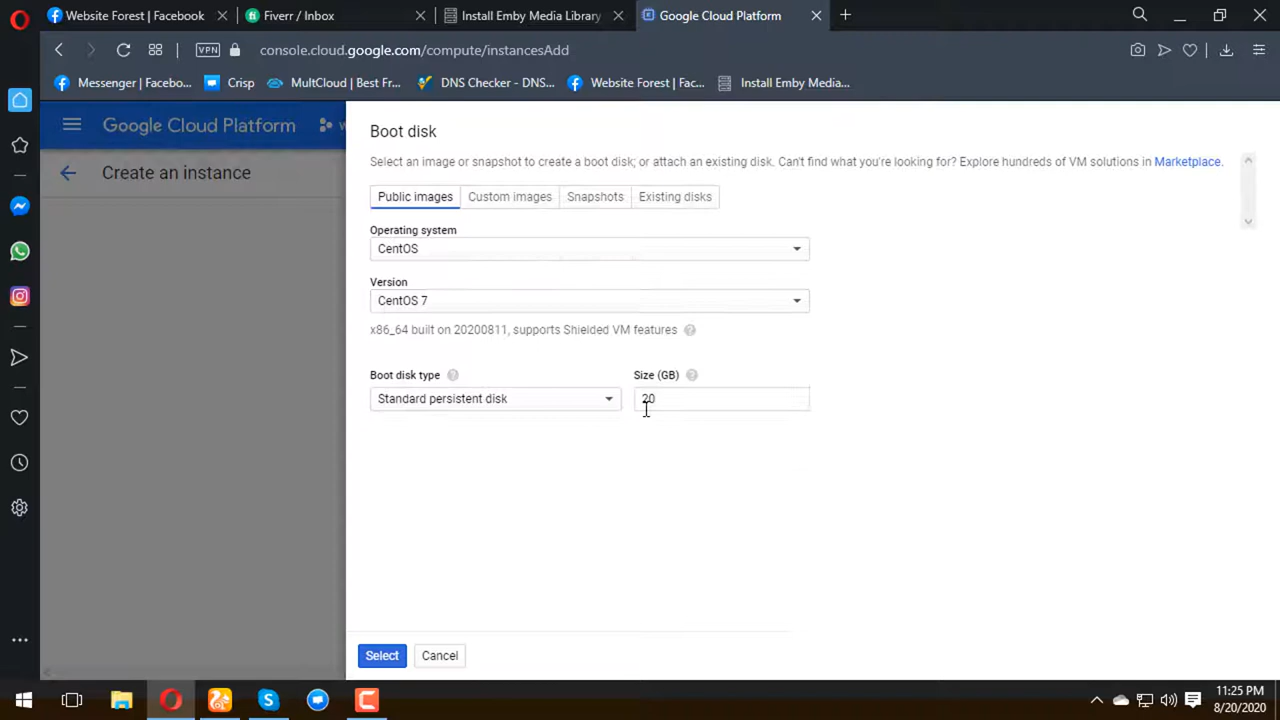 Website Forest | Facebook
Fiverr / Inbox
Install Emby Media Library
Google Cloud Platform
VPN
console.cloud.google.com/compute/instancesAdd
Messenger | Facebo...
Crisp
MultCloud | Best Fr...
DNS Checker - DNS...
Website Forest | Fac...
Install Emby Media...
Google Cloud Platform
Create an instance
Boot disk
Select an image or snapshot to create a boot disk; or attach an existing disk. Can't find what you're looking for? Explore hundreds of VM solutions in Marketplace.
Public images
Custom images
Snapshots
Existing disks
Operating system
CentOS
Version
CentOS 7
x86_64 built on 20200811, supports Shielded VM features
Boot disk type
Size (GB)
Standard persistent disk
20
Select
Cancel
11:25 PM
8/20/2020